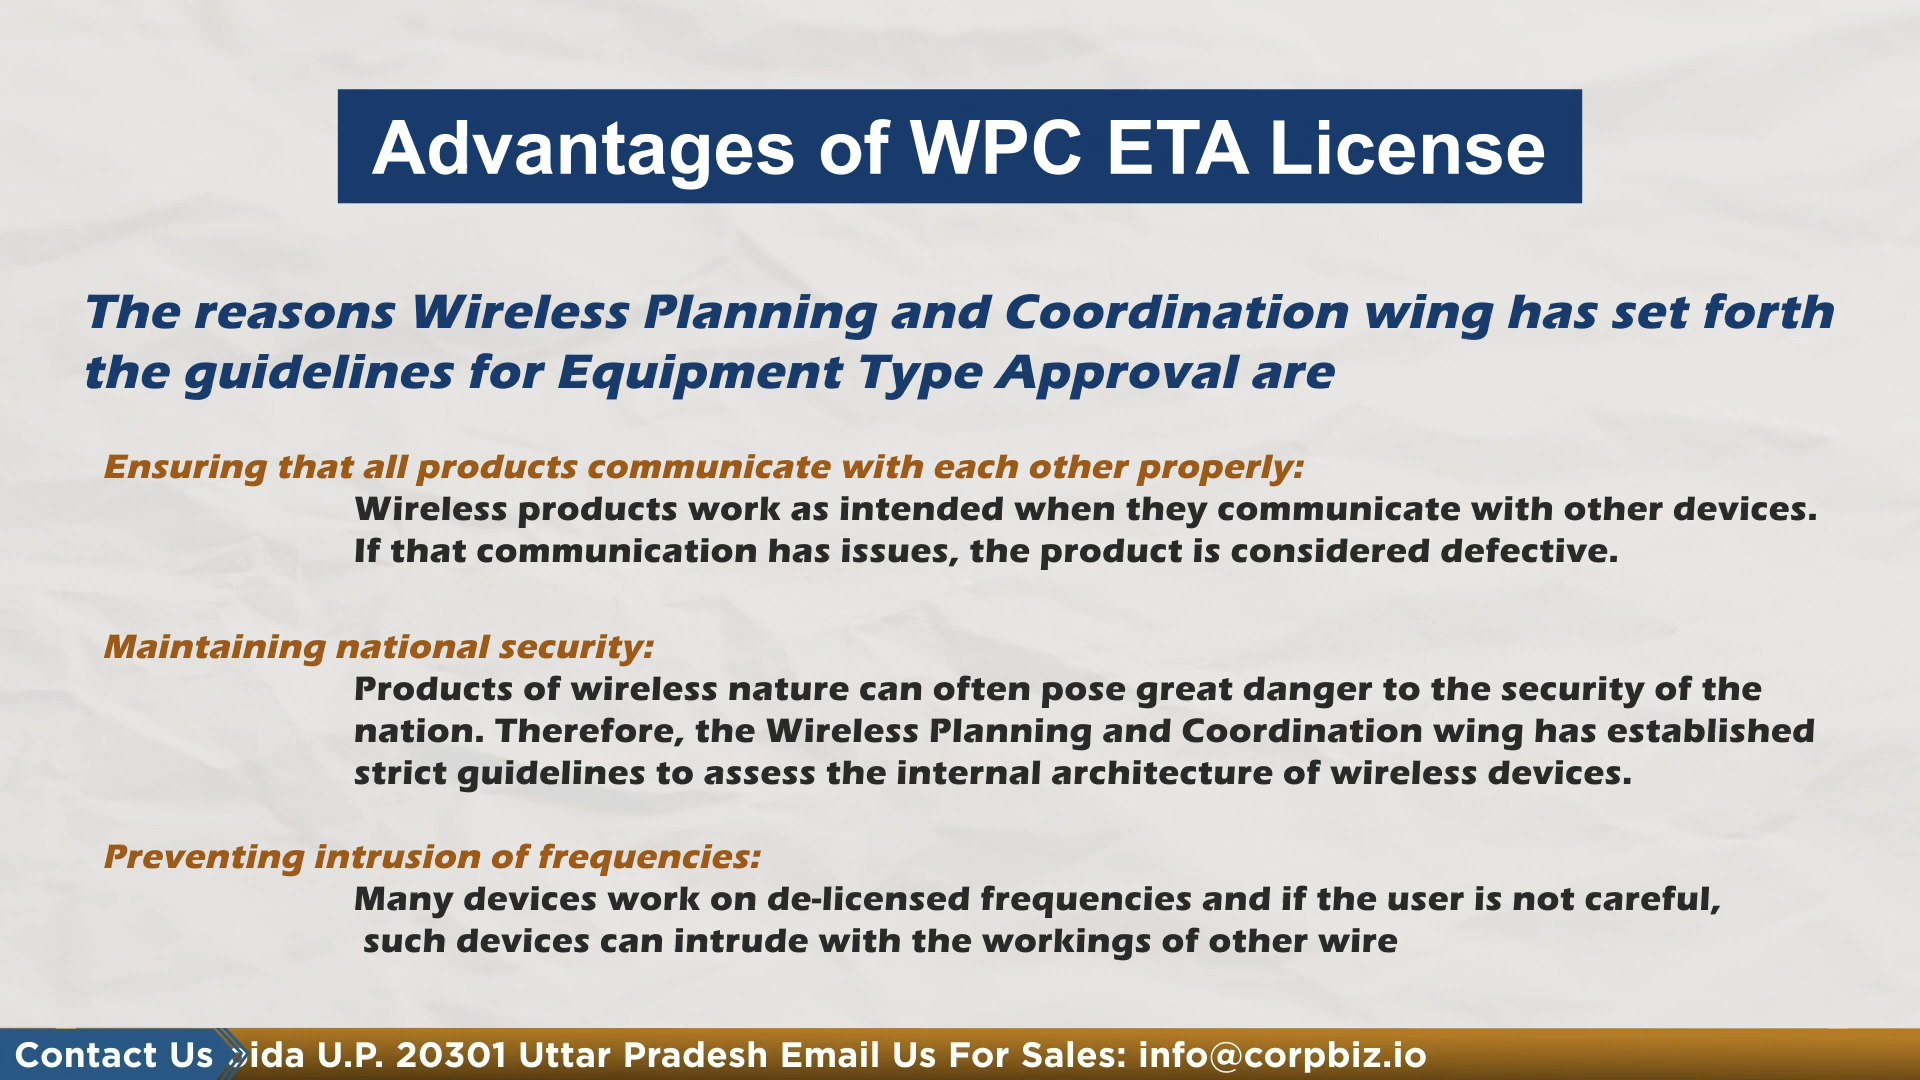 Advantages of WPC ETA License
The reasons Wireless Planning and Coordination wing has set forth
the guidelines for Equipment Type Approval are
Ensuring that all products communicate with each other properly:
Wireless products work as intended when they communicate with other devices.
If that communication has issues, the product is considered defective.
Maintaining national security:
Products of wireless nature can often pose great danger to the security of the
nation. Therefore, the Wireless Planning and Coordination wing has established
strict guidelines to assess the internal architecture of wireless devices.
Preventing intrusion of frequencies:
Many devices work on de-licensed frequencies and if the user is not careful,
such devices can intrude with the workings of other wire
Contact Us ida U.P. 20301 Uttar Pradesh Email Us For Sales: info@corpbiz.io